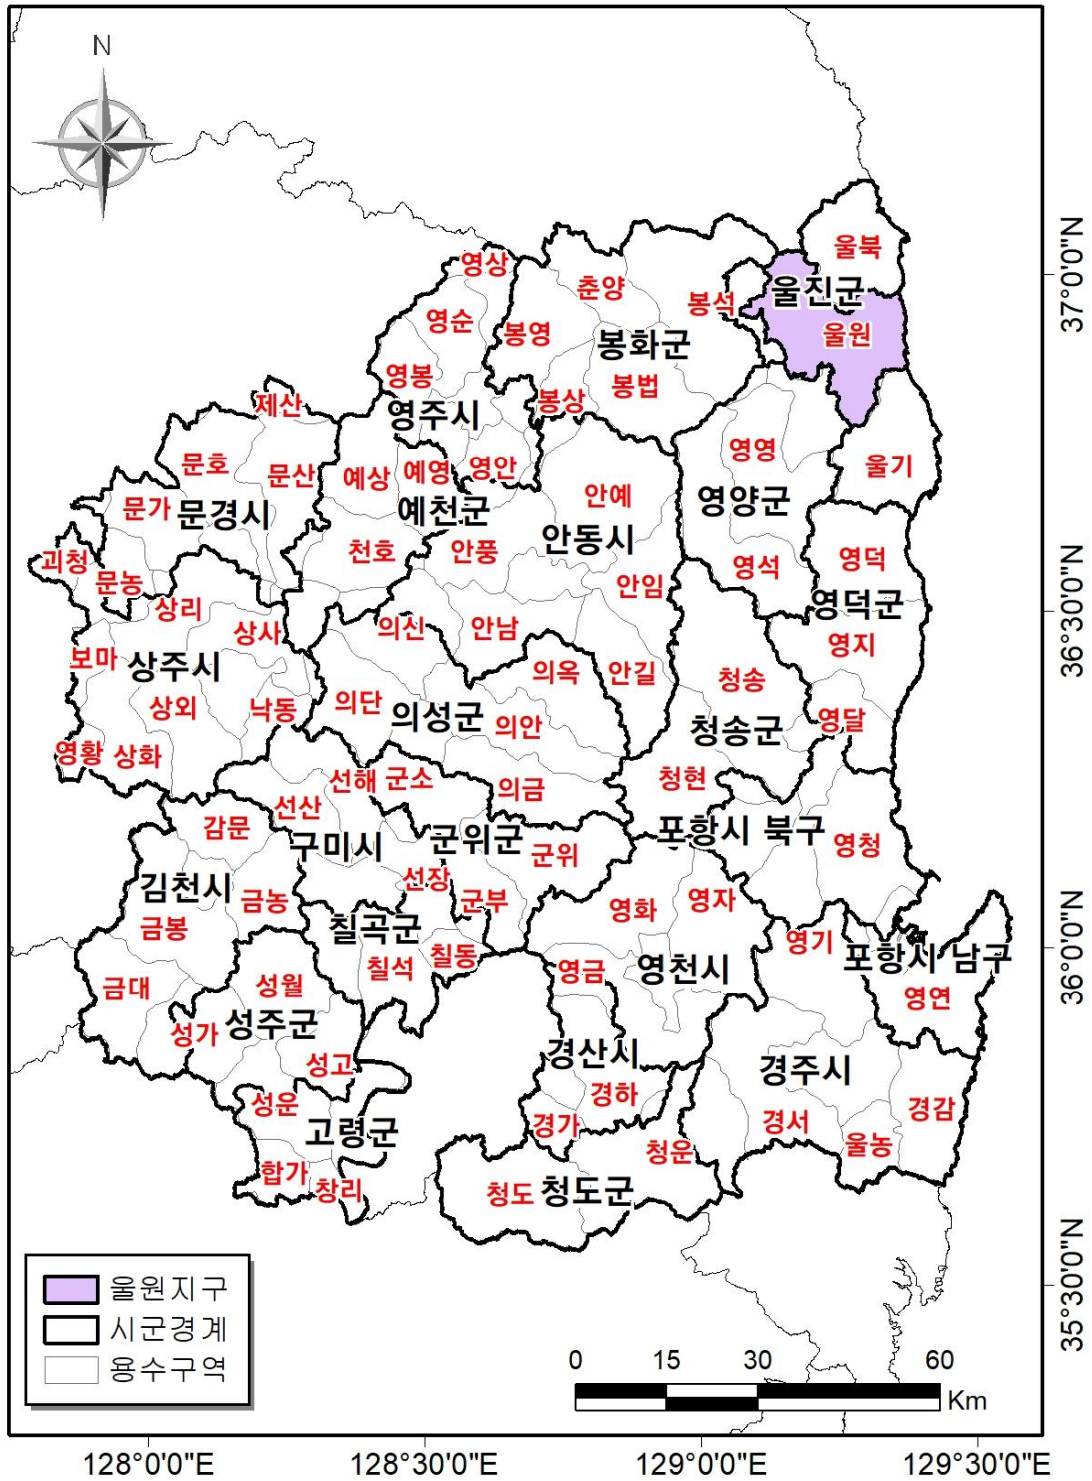 N
울북
37°0'0"N
영상
춘양
봉석
울진군
영순
봉영
봉화군
울원
영봉
봉상
봉법
제산
영주시
문호
문산
예상
예영
영안
영영
울기
문가
문경시
예천군
안예
영양군
괴청
문농
천호
안풍
안동시
안임
영석
영덕
상리
상사
의신
안남
영덕군
36°30'0"N
보마
상주시
의옥
안길
청송
영지
상외
낙동
의단
의성군
의안
청송군
영달
영황
상화
선해
군소
의금
청현
감문
선산
구미시
군위군
군위
포항시 북구
영청
김천시
금농
선장
군부
영화
영자
금봉
칠곡군
칠석
칠동
영기
포항시 남구
36°0'0"N
금대
성월
영금
영천시
영연
성가
성주군
성고
경산시
경주시
성운
고령군
경하
경가
경서
울농
경감
합가
창리
청운
청도
청도군
35°30'0"N
울원지구
시군경계
용수구역
0 15 30 60
Km
128°0'0"E 128°30'0"E 129°0'0"E 129°30'0"E